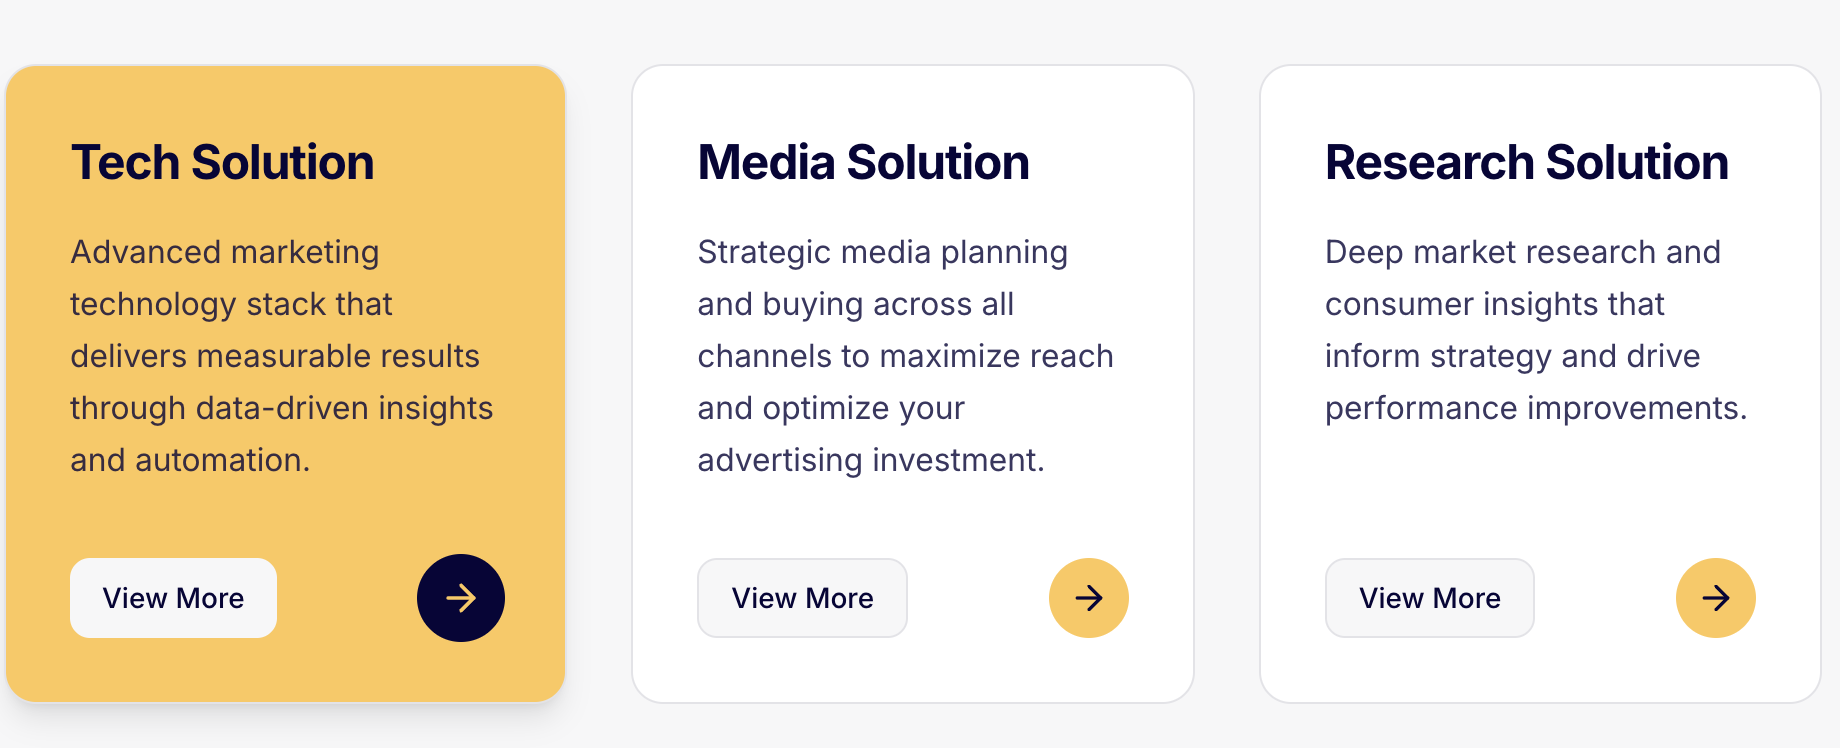 Tech Solution
Advanced marketing
technology stack that
delivers measurable results
through data-driven insights
and automation.
View More
Media Solution
Strategic media planning
and buying across all
channels to maximize reach
and optimize your
advertising investment.
View More
Research Solution
Deep market research and
consumer insights that
inform strategy and drive
performance improvements.
View More